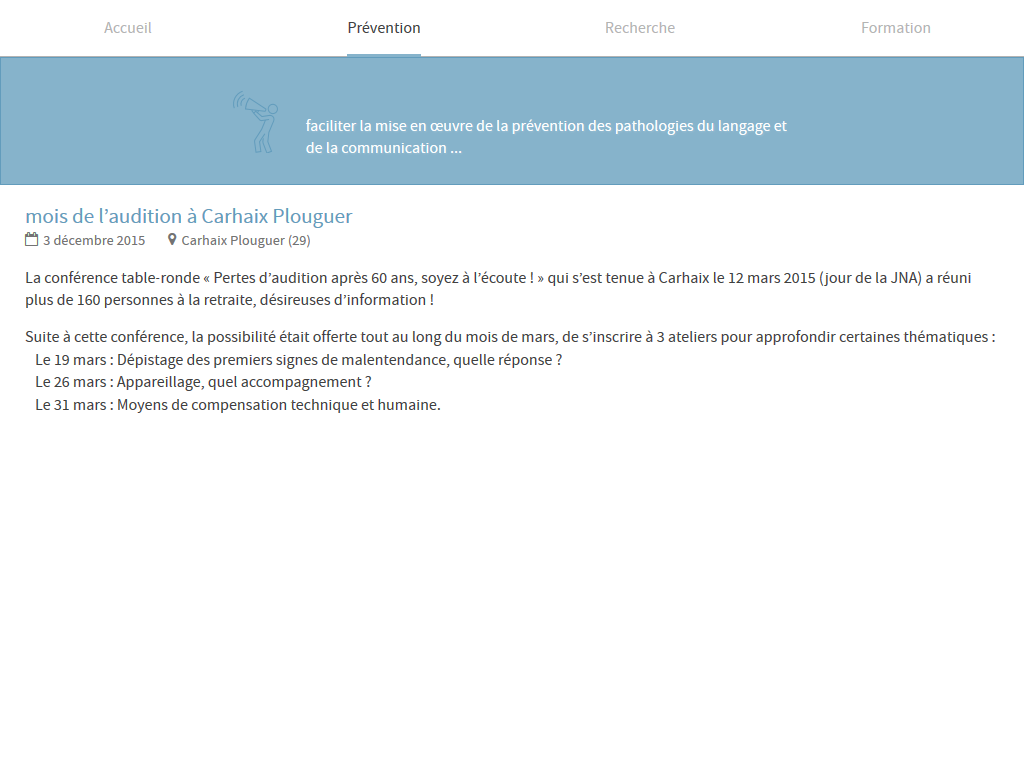 Accueil
Prévention
Recherche
Formation
faciliter la mise en œuvre de la prévention des pathologies du langage et
de la communication ...
mois de l’audition à Carhaix Plouguer
3 décembre 2015 Carhaix Plouguer (29)
La conférence table-ronde « Pertes d’audition après 60 ans, soyez à l’écoute ! » qui s’est tenue à Carhaix le 12 mars 2015 (jour de la JNA) a réuni
plus de 160 personnes à la retraite, désireuses d’information !
Suite à cette conférence, la possibilité était offerte tout au long du mois de mars, de s’inscrire à 3 ateliers pour approfondir certaines thématiques :
Le 19 mars : Dépistage des premiers signes de malentendance, quelle réponse ?
Le 26 mars : Appareillage, quel accompagnement ?
Le 31 mars : Moyens de compensation technique et humaine.